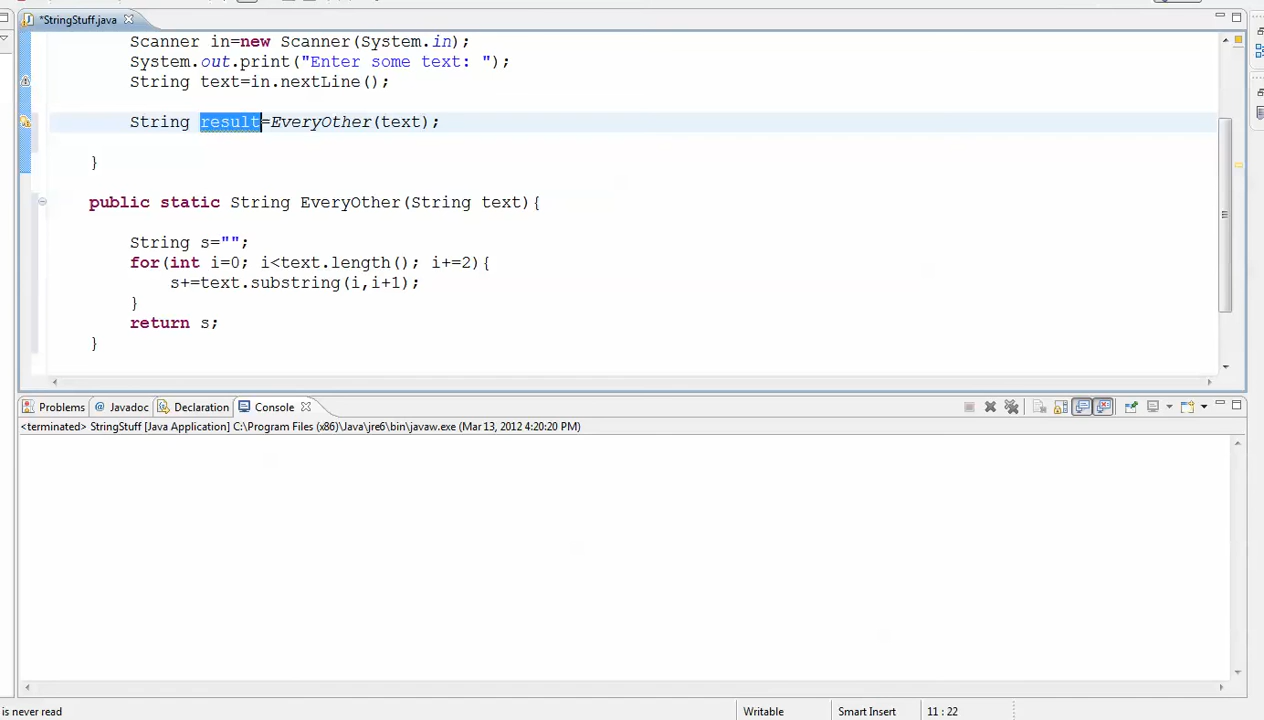 *StringStuff.java
Scanner in=new Scanner(System.in);
System.out.print("Enter some text: ");
String text=in.nextLine();
String result=EveryOther(text);
}
public static String EveryOther(String text){
String s="";
for(int i=0; i<text.length(); i+=2){
s+=text.substring(i,i+1);
}
return s;
}
Problems @ Javadoc Declaration Console
<terminated> StringStuff [Java Application] C:\Program Files (x86)\Java\jre6\bin\javaw.exe (Mar 13, 2012 4:20:20 PM)
is never read Writable Smart Insert 11 : 22